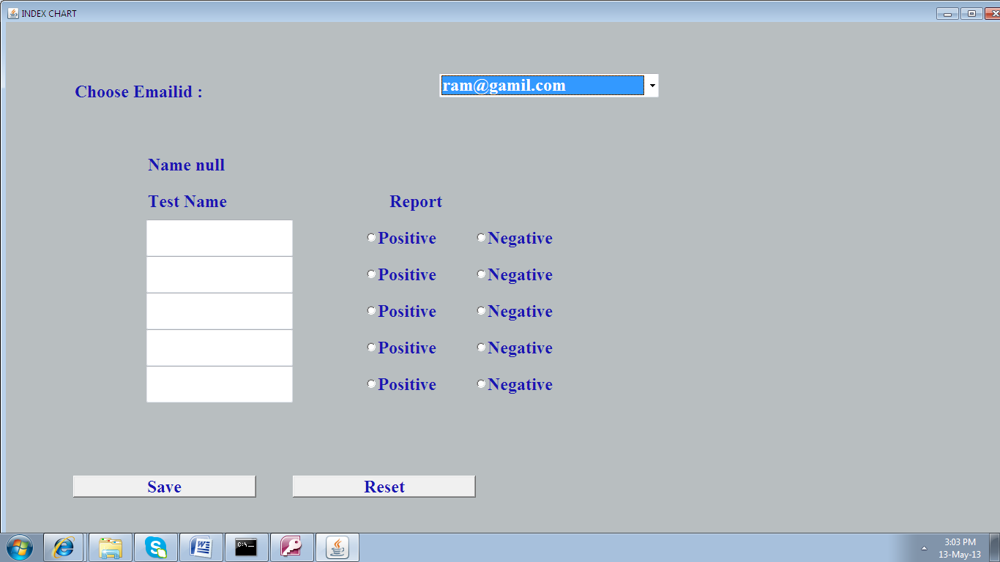 INDEX CHART
Choose Emailid :
ram@gamil.com
Name null
Test Name Report
Positive Negative
Positive Negative
Positive Negative
Positive Negative
Positive Negative
Save Reset
C:\.
3:03 PM
13-May-13